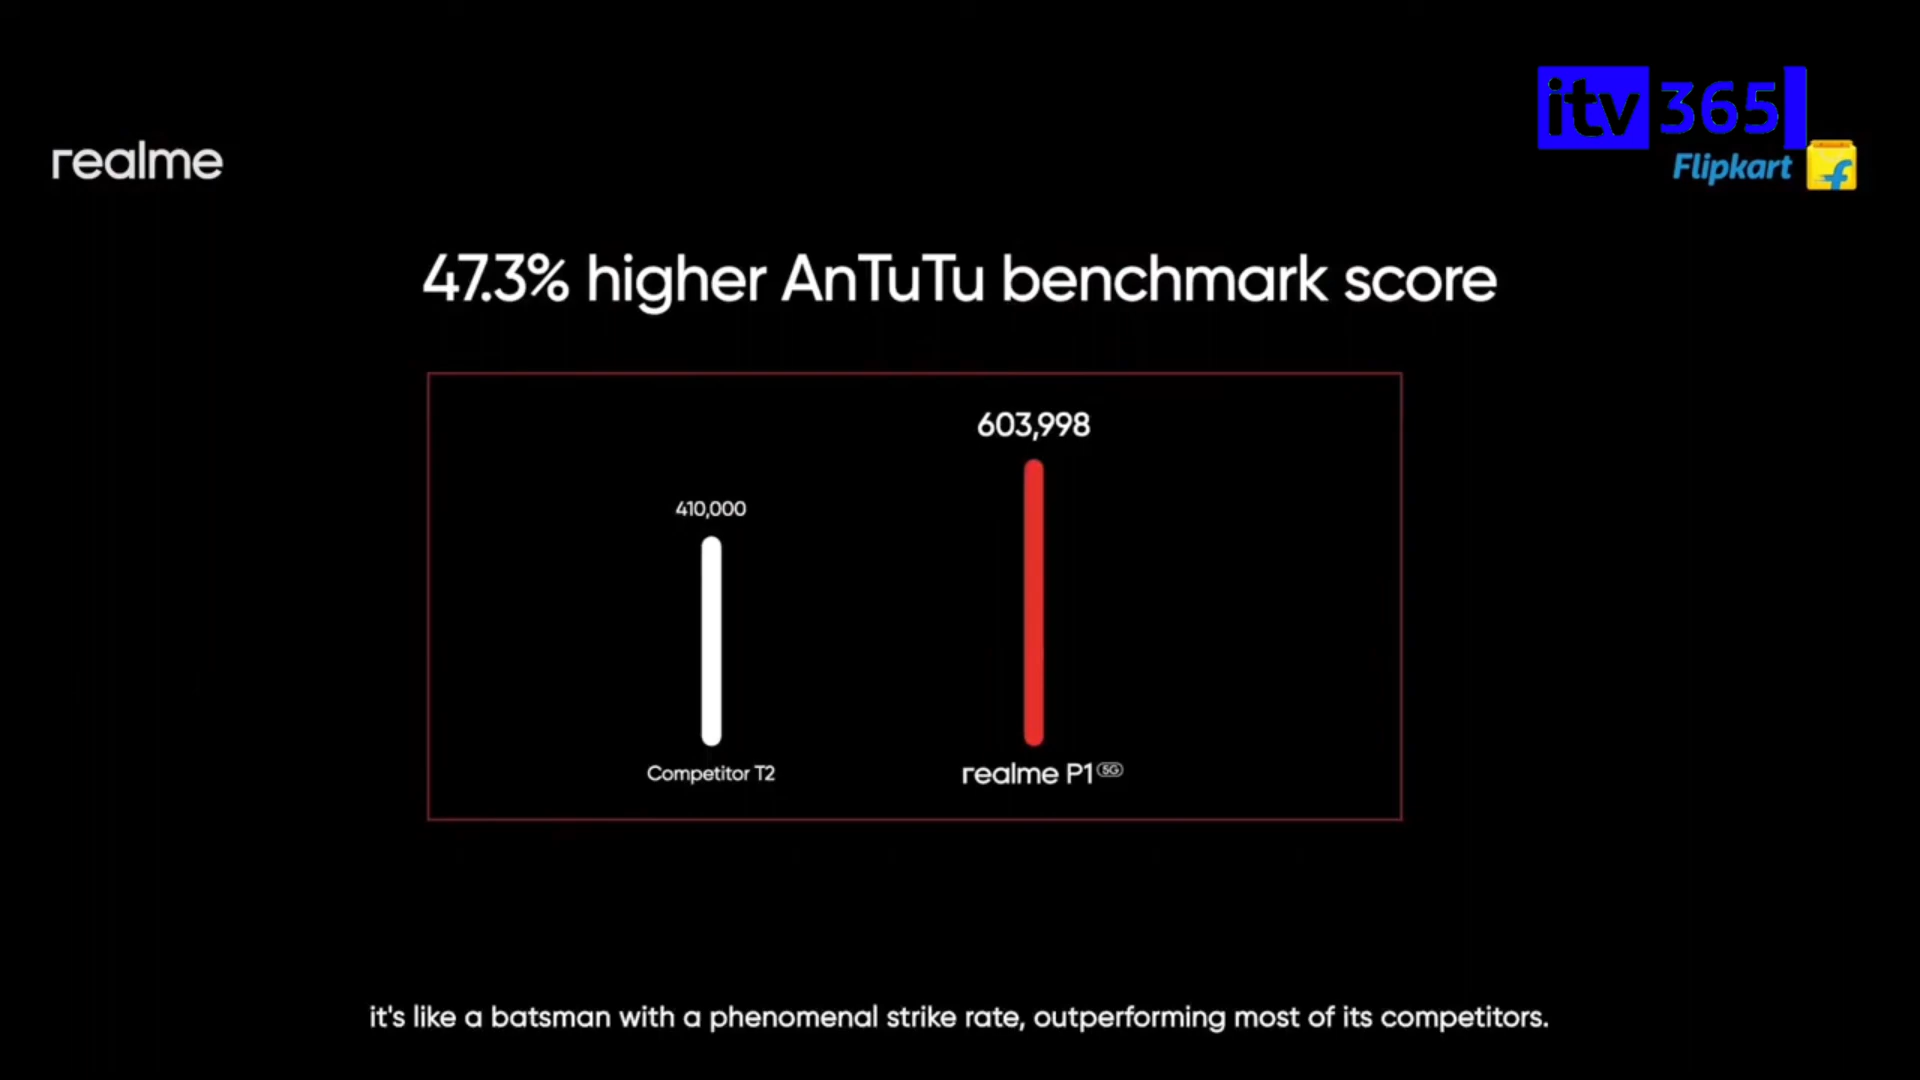 itv 365
realme
Flipkart
47.3% higher AnTuTu benchmark score
603,998
410,000
Competitor T2
realme P1 5G
it's like a batsman with a phenomenal strike rate, outperforming most of its competitors.